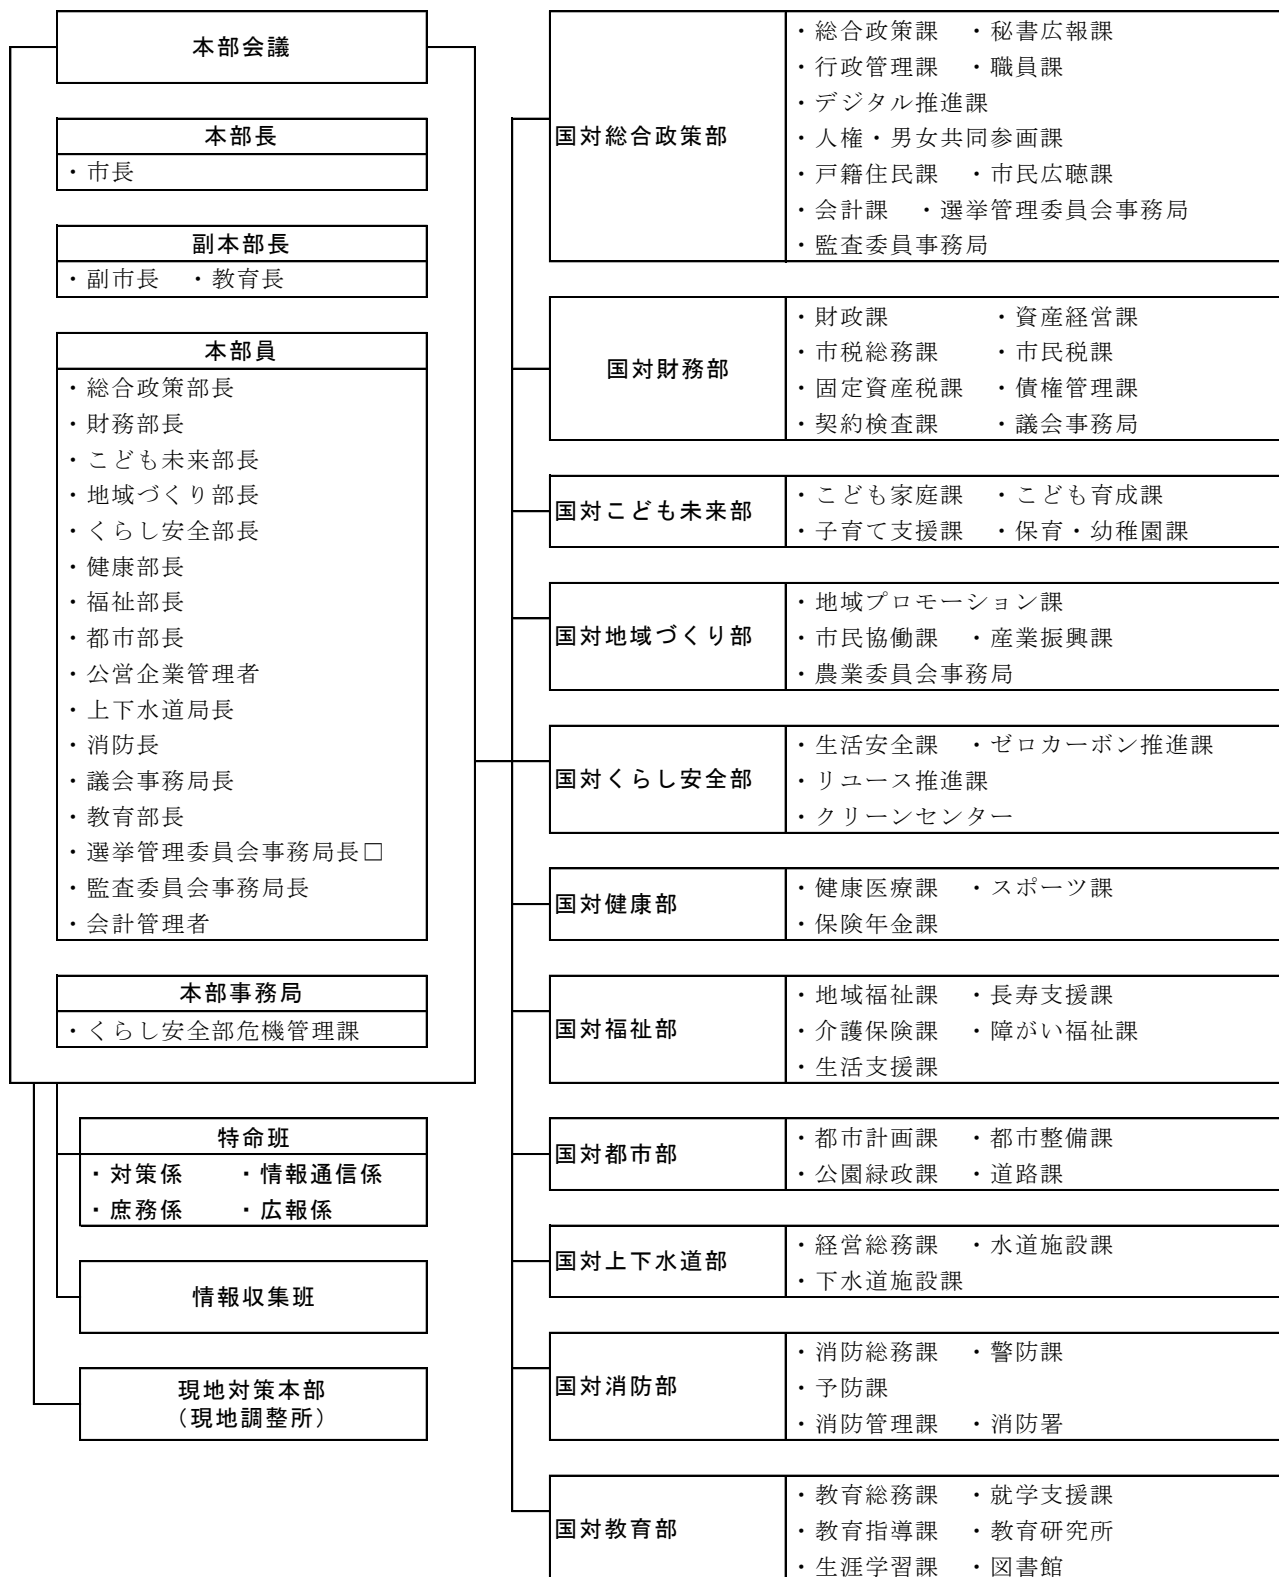 本部会議
本部長
・市長
副本部長
・副市長　・教育長
本部員
・総合政策部長
・財務部長
・こども未来部長
・地域づくり部長
・くらし安全部長
・健康部長
・福祉部長
・都市部長
・公営企業管理者
・上下水道局長
・消防長
・議会事務局長
・教育部長
・選挙管理委員会事務局長□
・監査委員会事務局長
・会計管理者
本部事務局
・くらし安全部危機管理課
特命班
・対策係　・情報通信係
・庶務係　・広報係
情報収集班
現地対策本部
（現地調整所）
国対総合政策部
・総合政策課　・秘書広報課
・行政管理課　・職員課
・デジタル推進課
・人権・男女共同参画課
・戸籍住民課　・市民広聴課
・会計課　・選挙管理委員会事務局
・監査委員事務局
国対財務部
・財政課　・資産経営課
・市税総務課　・市民税課
・固定資産税課　・債権管理課
・契約検査課　・議会事務局
国対こども未来部
・こども家庭課　・こども育成課
・子育て支援課　・保育・幼稚園課
国対地域づくり部
・地域プロモーション課
・市民協働課　・産業振興課
・農業委員会事務局
国対くらし安全部
・生活安全課　・ゼロカーボン推進課
・リユース推進課
・クリーンセンター
国対健康部
・健康医療課　・スポーツ課
・保険年金課
国対福祉部
・地域福祉課　・長寿支援課
・介護保険課　・障がい福祉課
・生活支援課
国対都市部
・都市計画課　・都市整備課
・公園緑政課　・道路課
国対上下水道部
・経営総務課　・水道施設課
・下水道施設課
国対消防部
・消防総務課　・警防課
・予防課
・消防管理課　・消防署
国対教育部
・教育総務課　・就学支援課
・教育指導課　・教育研究所
・生涯学習課　・図書館